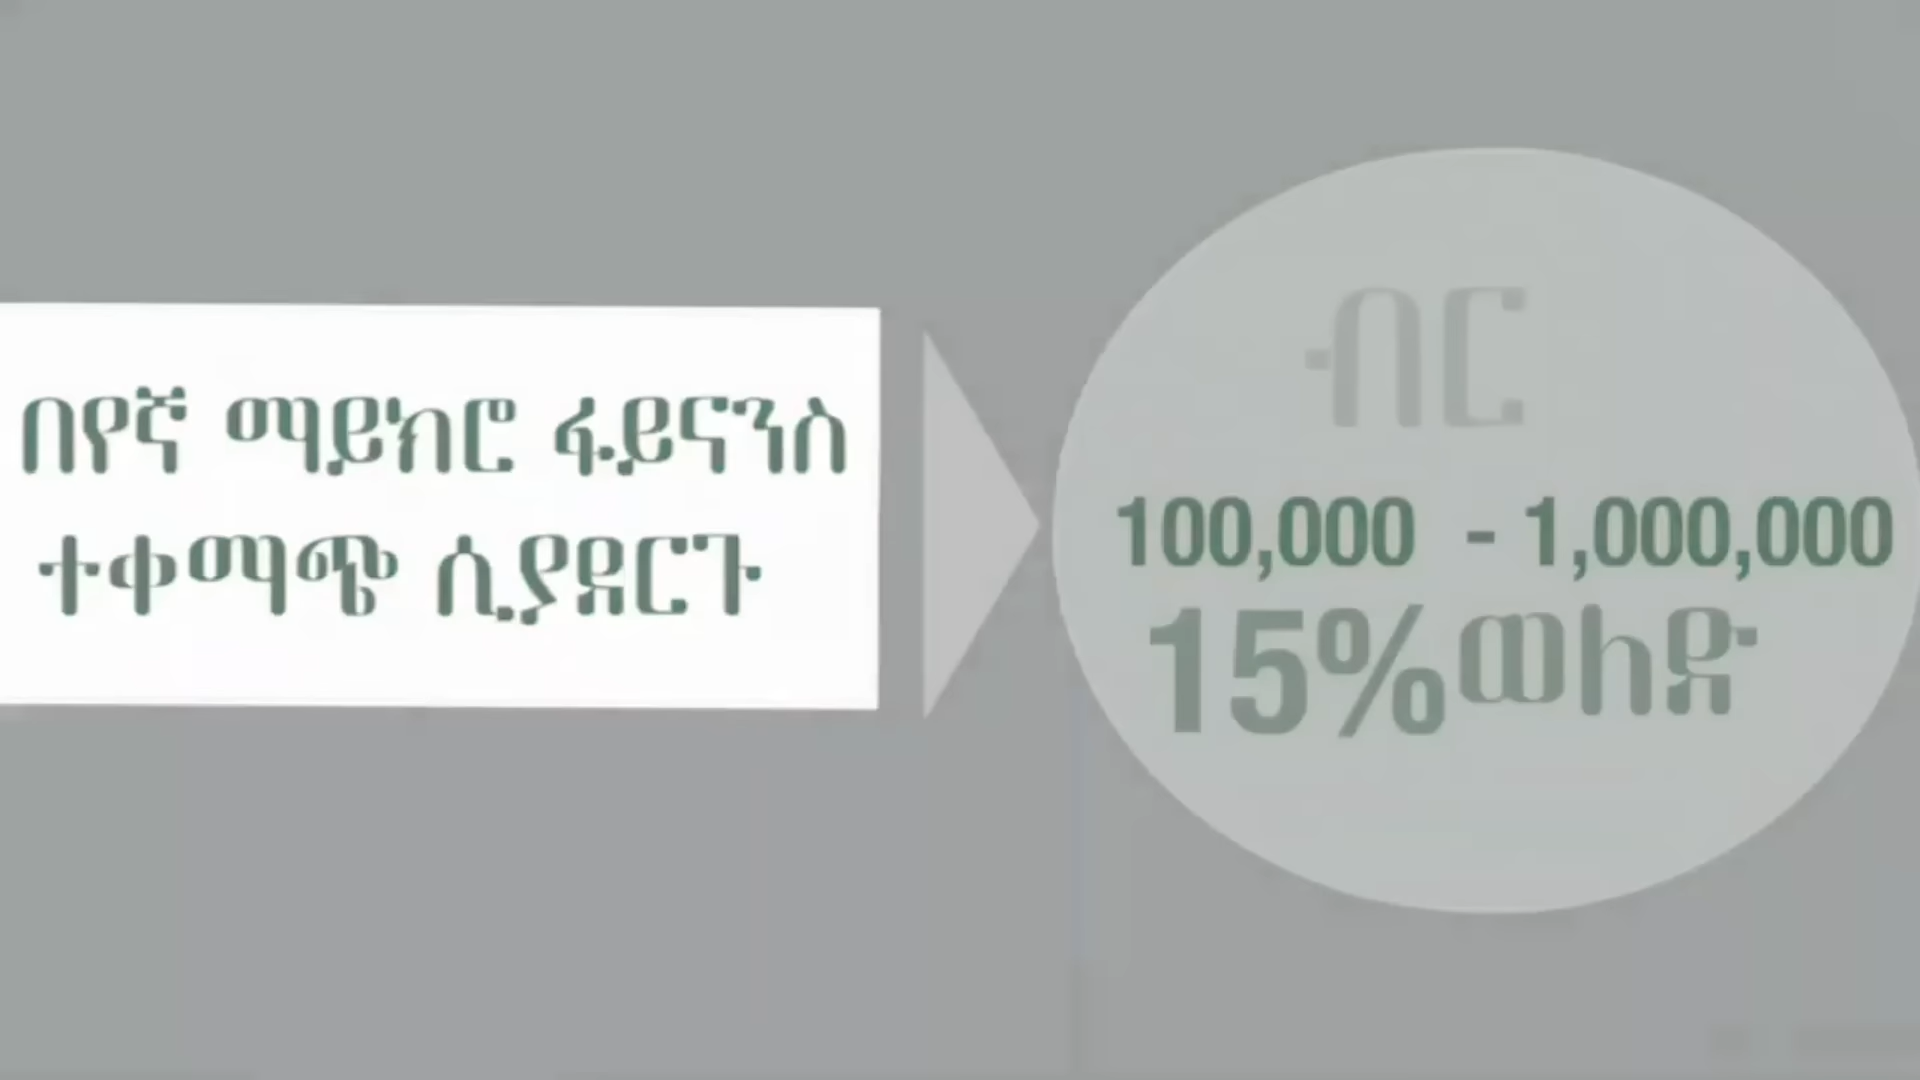 በየኛ ማይክሮ ፋይናንስ
ተቀማጭ ሲያደርጉ
ብር
100,000 - 1,000,000
15% ወለድ